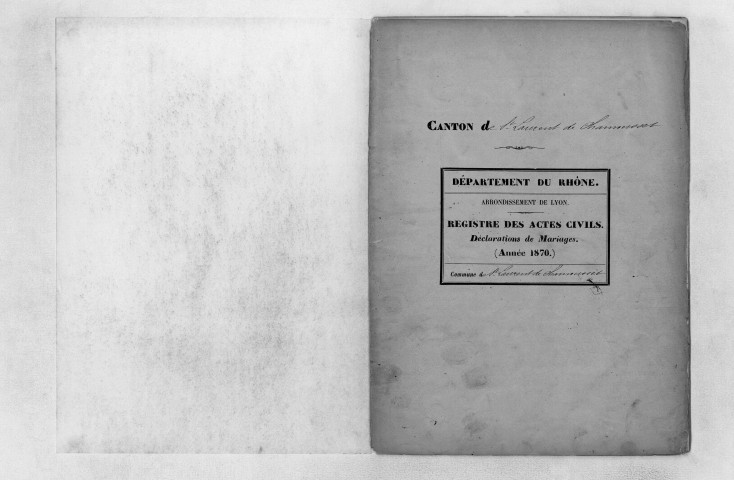 CANTON de St Laurent de Chamousset
DÉPARTEMENT DU RHÔNE.
ARRONDISSEMENT DE LYON.
REGISTRE DES ACTES CIVILS.
Déclarations de Mariages.
(Année 1870.)
Commune de St Laurent de Chamousset